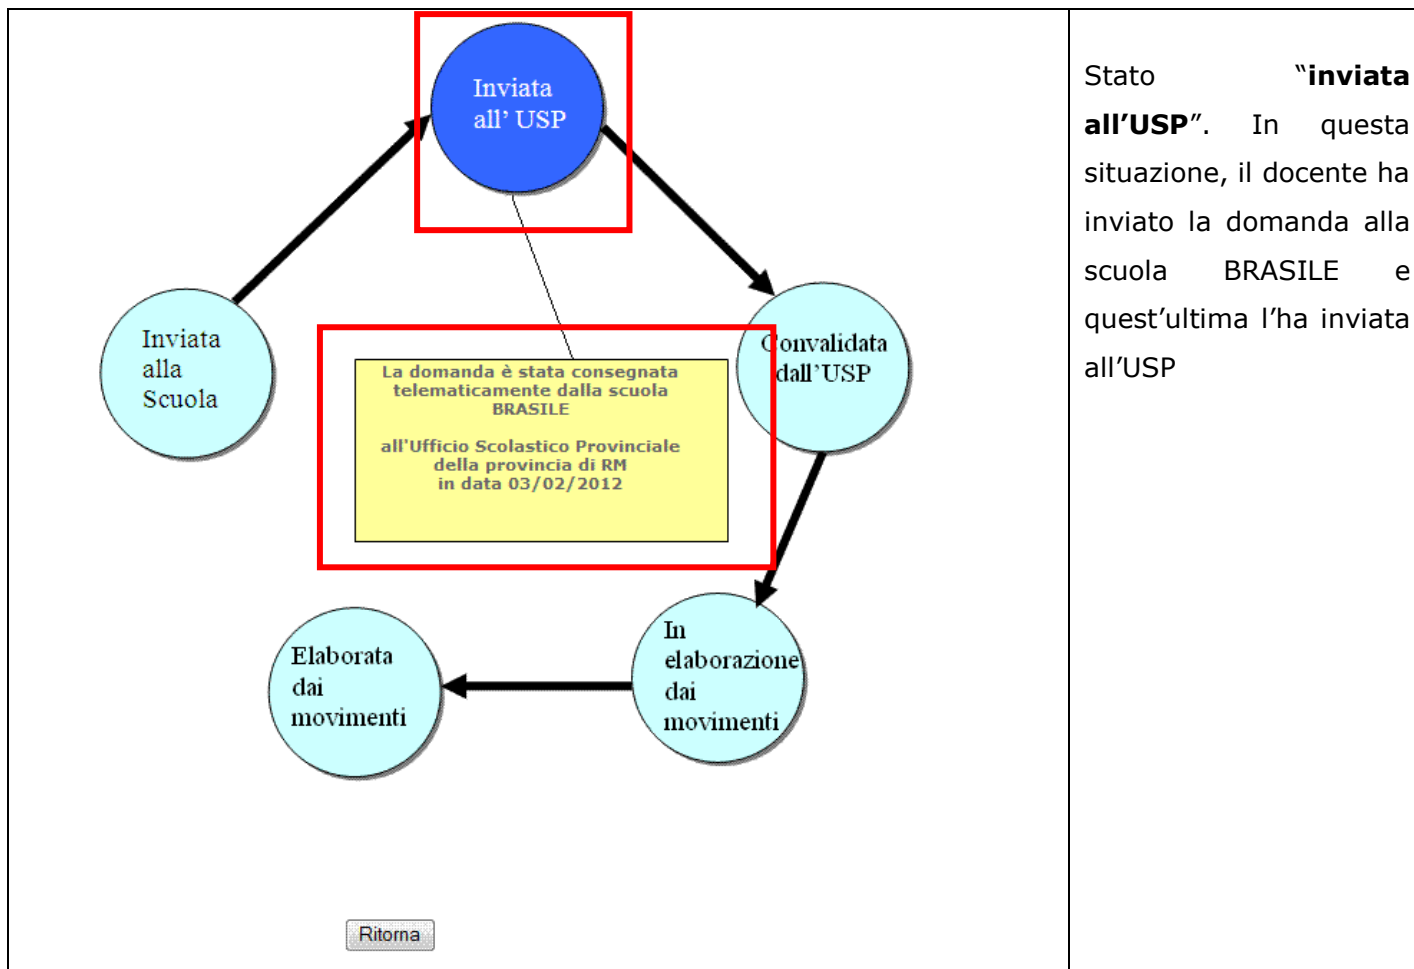 Inviata
all’ USP
Inviata
alla
Scuola
Convalidata
dall’USP
La domanda è stata consegnata
telematicamente dalla scuola
BRASILE
all'Ufficio Scolastico Provinciale
della provincia di RM
in data 03/02/2012
Elaborata
dai
movimenti
In
elaborazione
dai
movimenti
Ritorna
Stato “inviata
all’USP”. In questa
situazione, il docente ha
inviato la domanda alla
scuola BRASILE e
quest’ultima l’ha inviata
all’USP